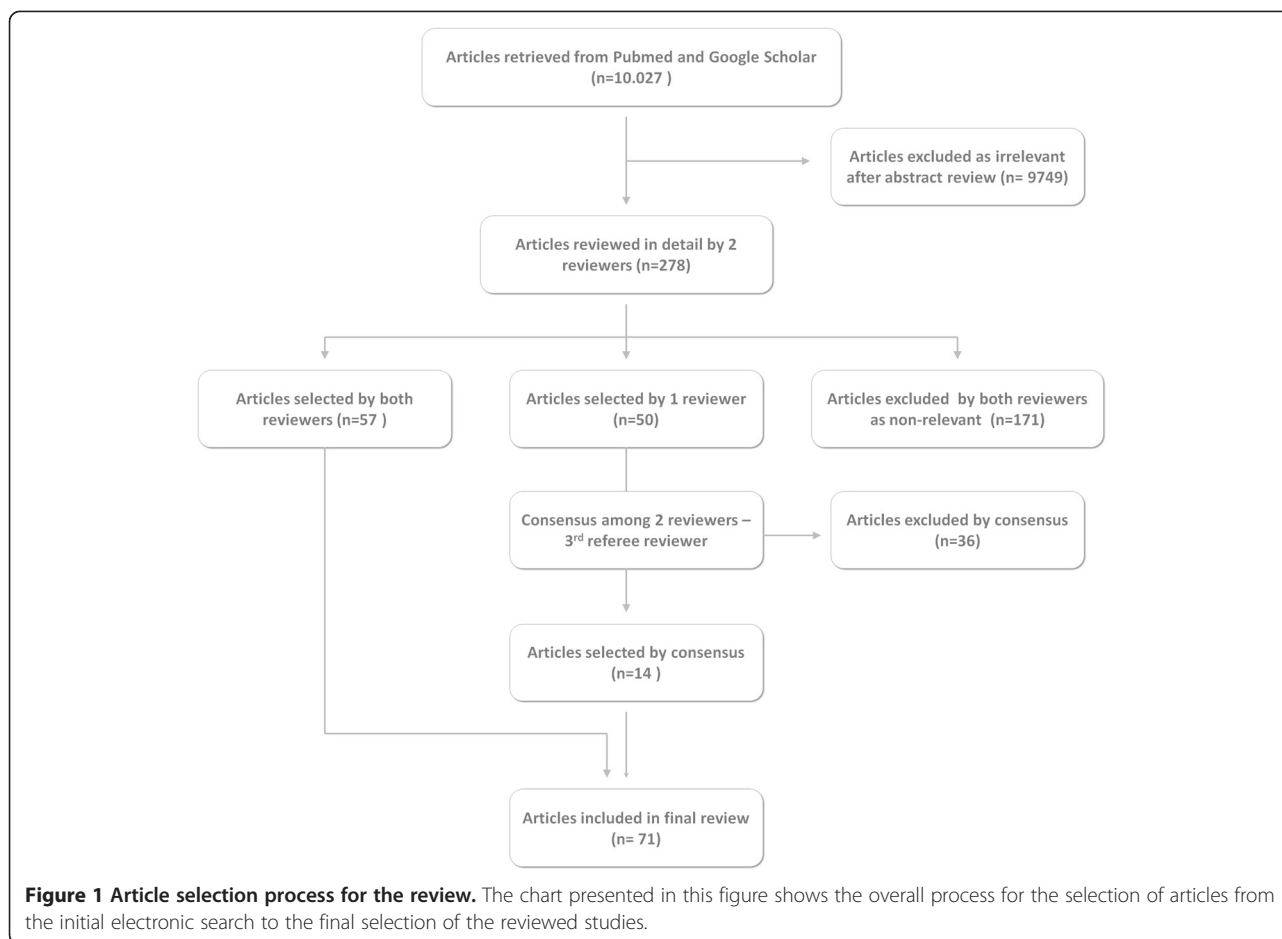 Articles retrieved from Pubmed and Google Scholar
(n=10.027 )
Articles excluded as irrelevant
after abstract review (n= 9749)
Articles reviewed in detail by 2
reviewers (n=278)
Articles selected by both
reviewers (n=57 )
Articles selected by 1 reviewer
(n=50)
Articles excluded by both reviewers
as non-relevant (n=171)
Consensus among 2 reviewers –
3rd referee reviewer
Articles excluded by consensus
(n=36)
Articles selected by consensus
(n=14 )
Articles included in final review
(n= 71)
Figure 1 Article selection process for the review. The chart presented in this figure shows the overall process for the selection of articles from
the initial electronic search to the final selection of the reviewed studies.